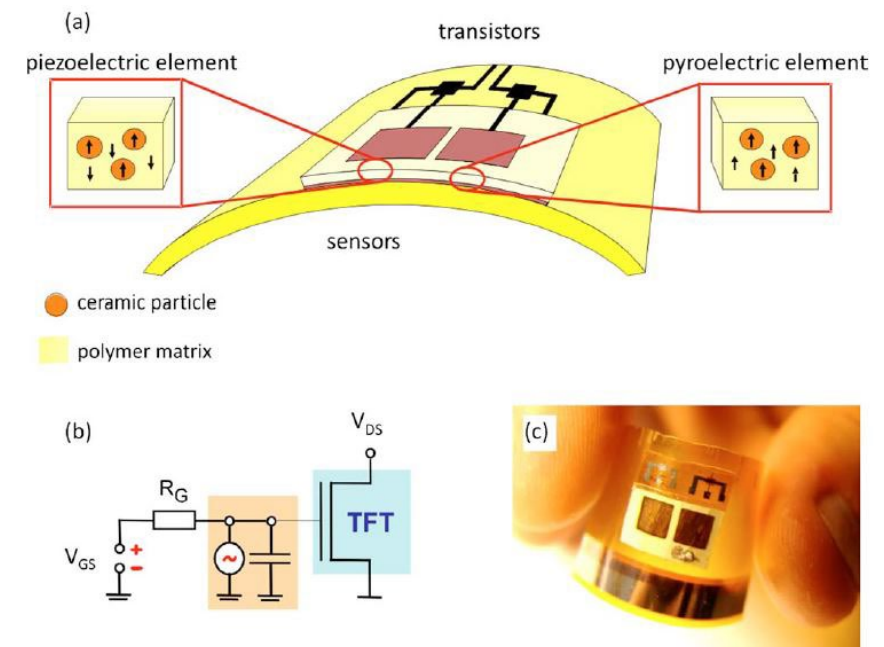 (a)
transistors
piezoelectric element
pyroelectric element
sensors
ceramic particle
polymer matrix
(b)
V_DS
R_G
TFT
V_GS
+
-
~
(c)